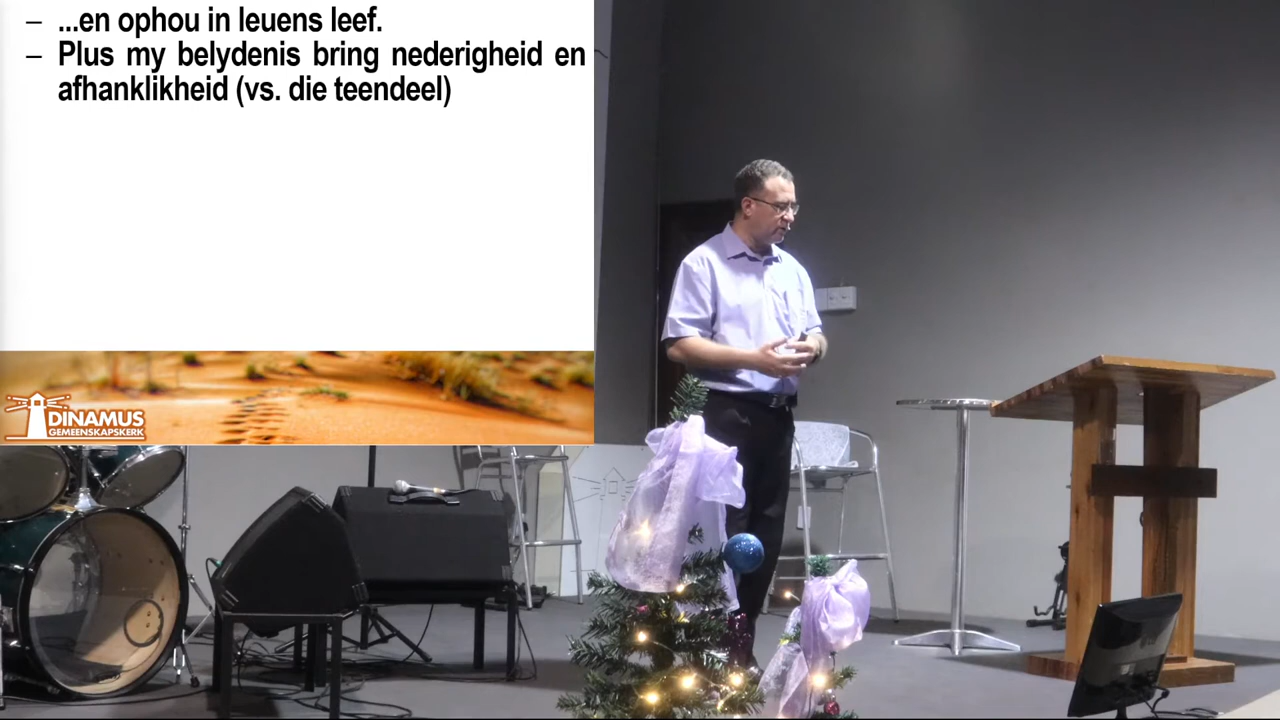 – ...en ophou in leuens leef.
– Plus my belydenis bring nederigheid en
afhanklikheid (vs. die teendeel)
DINAMUS
GEMEENSKAPSKERK